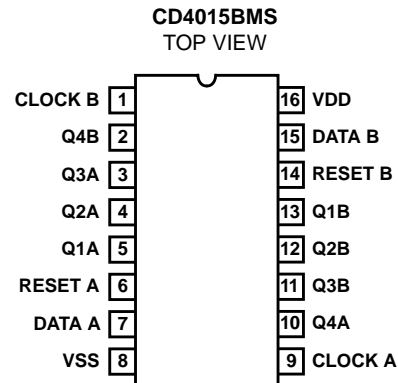 CD4015BMS
TOP VIEW
CLOCK B 1 16 VDD
Q4B 2 15 DATA B
Q3A 3 14 RESET B
Q2A 4 13 Q1B
Q1A 5 12 Q2B
RESET A 6 11 Q3B
DATA A 7 10 Q4A
VSS 8 9 CLOCK A